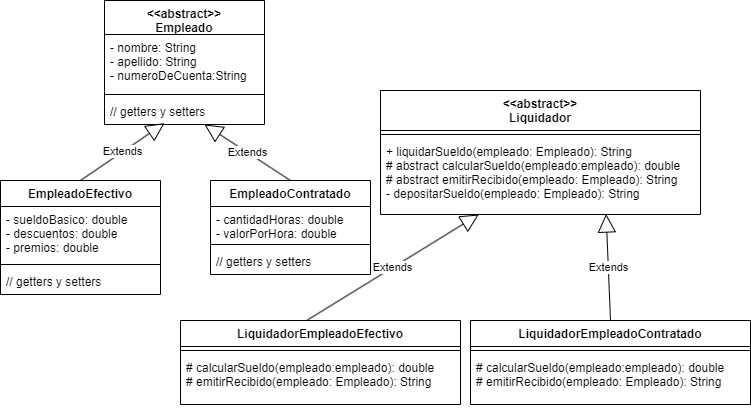 <<abstract>>
Empleado
- nombre: String
- apellido: String
- numeroDeCuenta:String
// getters y setters
Extends
Extends
EmpleadoEfectivo
- sueldoBasico: double
- descuentos: double
- premios: double
// getters y setters
EmpleadoContratado
- cantidadHoras: double
- valorPorHora: double
// getters y setters
<<abstract>>
Liquidador
+ liquidarSueldo(empleado: Empleado): String
# abstract calcularSueldo(empleado:empleado): double
# abstract emitirRecibido(empleado: Empleado): String
- depositarSueldo(empleado: Empleado): String
Extends
Extends
LiquidadorEmpleadoEfectivo
# calcularSueldo(empleado:empleado): double
# emitirRecibido(empleado: Empleado): String
LiquidadorEmpleadoContratado
# calcularSueldo(empleado:empleado): double
# emitirRecibido(empleado: Empleado): String